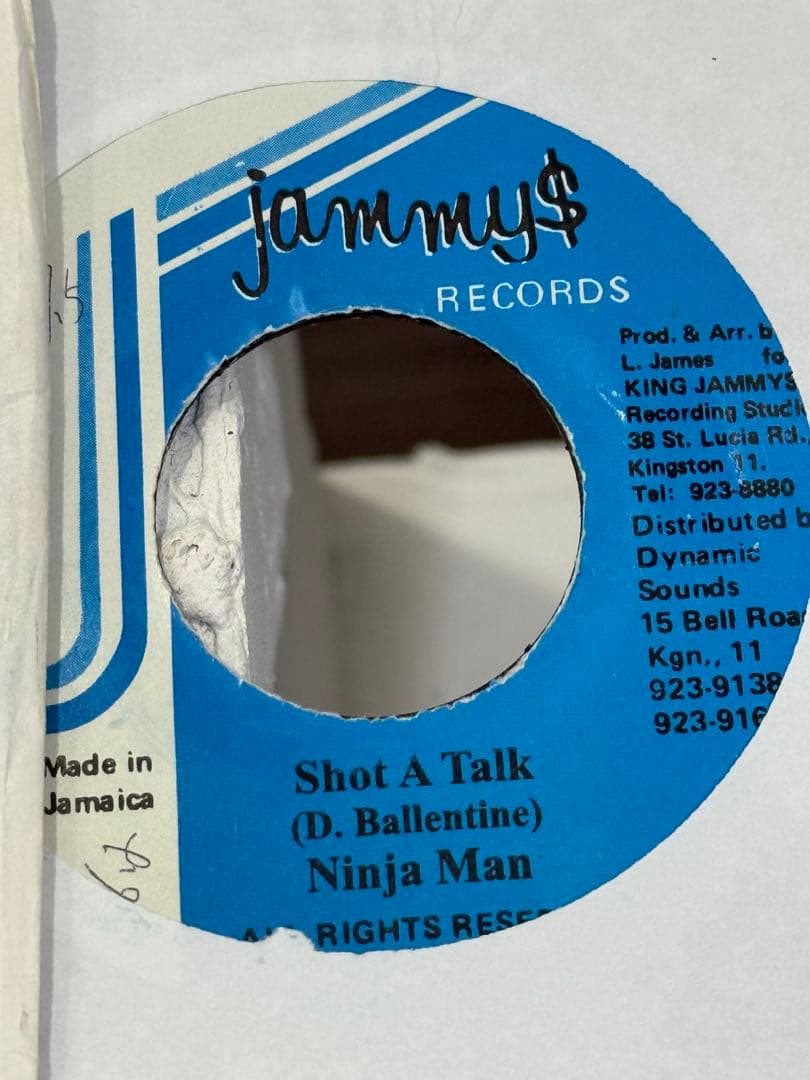 jammy$
RECORDS
Prod. & Arr. b
L. James fo
KING JAMMYS
Recording Studi
38 St. Lucia Rd.
Kingston 11.
Tel: 923-8880
Distributed b
Dynamic
Sounds
15 Bell Roa
Kgn,, 11
923-9138
923-916
Made in
Jamaica
Shot A Talk
(D. Ballentine)
Ninja Man
RIGHTS RESE